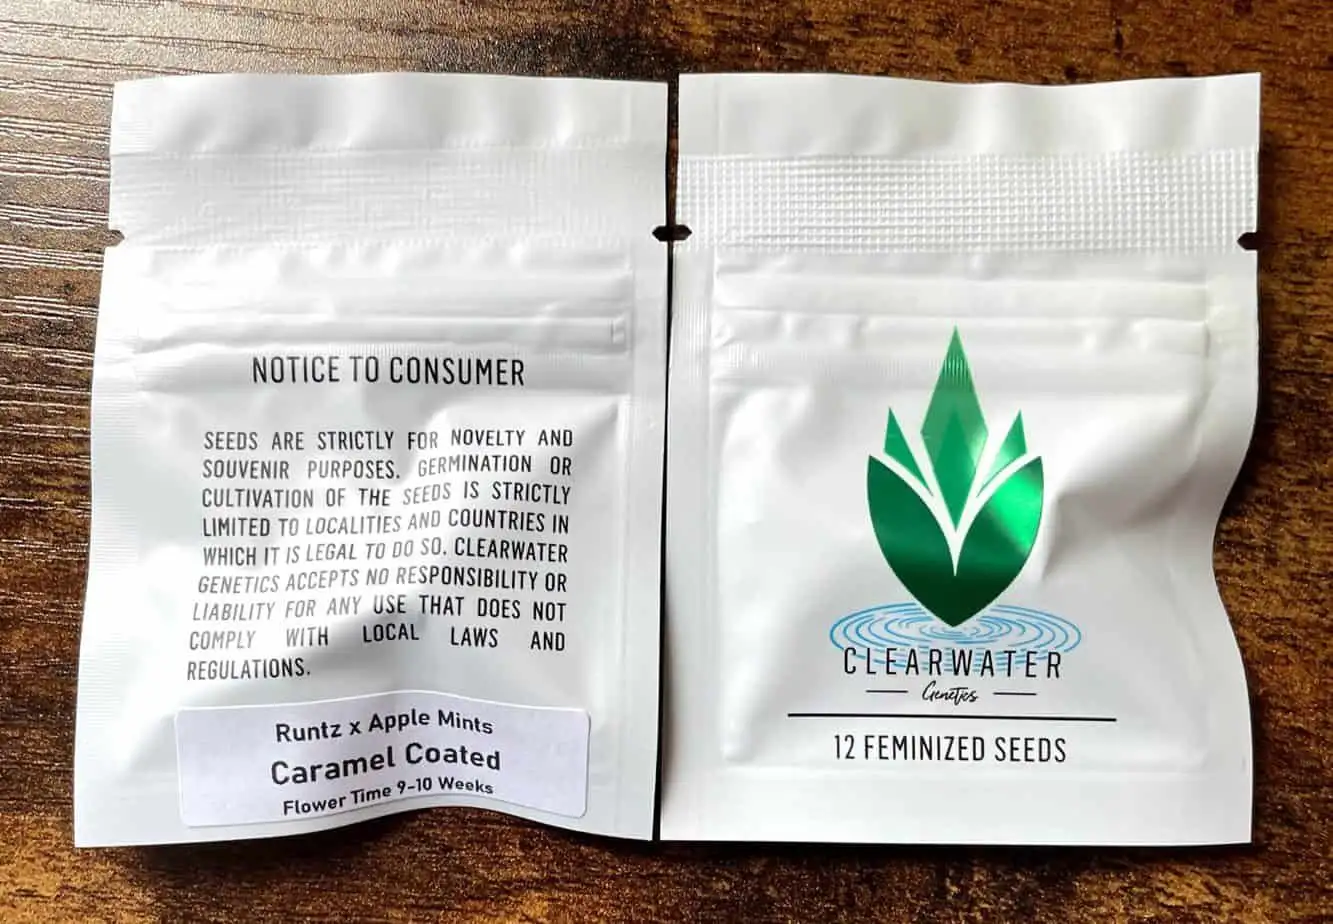 NOTICE TO CONSUMER
SEEDS ARE STRICTLY FOR NOVELTY AND
SOUVENIR PURPOSES. GERMINATION OR
CULTIVATION OF THE SEEDS IS STRICTLY
LIMITED TO LOCALITIES AND COUNTRIES IN
WHICH IT IS LEGAL TO DO SO. CLEARWATER
GENETICS ACCEPTS NO RESPONSIBILITY OR
LIABILITY FOR ANY USE THAT DOES NOT
COMPLY WITH LOCAL LAWS AND
REGULATIONS.
Runtz x Apple Mints
Caramel Coated
Flower Time 9-10 Weeks
CLEARWATER
Genetics
12 FEMINIZED SEEDS